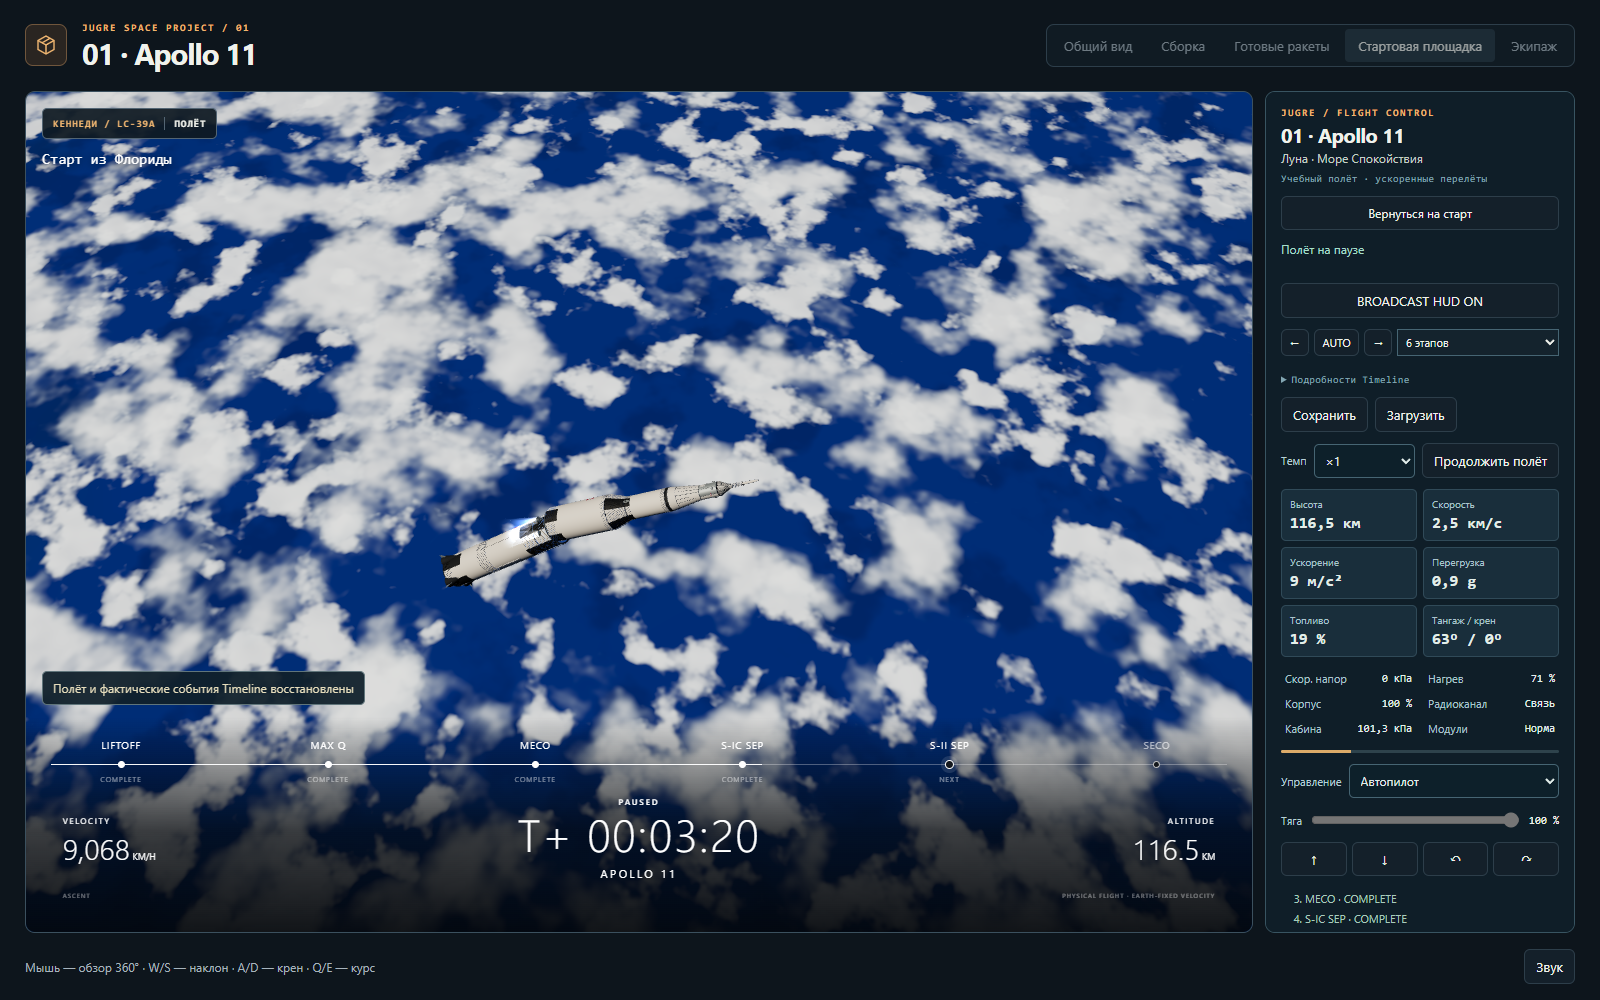 JUGRE SPACE PROJECT / 01
01 · Apollo 11
Общий вид
Сборка
Готовые ракеты
Стартовая площадка
Экипаж
КЕННЕДИ / LC-39A | ПОЛЁТ
Старт из Флориды
Полёт и фактические события Timeline восстановлены
LIFTOFF
MAX Q
MECO
S-IC SEP
S-II SEP
SECO
COMPLETE
COMPLETE
COMPLETE
COMPLETE
NEXT
PAUSED
T+ 00:03:20
APOLLO 11
VELOCITY
9,068 КМ/Н
ASCENT
ALTITUDE
116.5 КМ
PHYSICAL FLIGHT · EARTH-FIXED VELOCITY
JUGRE / FLIGHT CONTROL
01 · Apollo 11
Луна · Море Спокойствия
Учебный полёт · ускоренные перелёты
Вернуться на старт
Полёт на паузе
BROADCAST HUD ON
← AUTO → 6 этапов
▶ Подробности Timeline
Сохранить Загрузить
Темп ×1 Продолжить полёт
Высота
116,5 км
Скорость
2,5 км/с
Ускорение
9 м/с²
Перегрузка
0,9 g
Топливо
19 %
Тангаж / крен
63° / 0°
Скор. напор 0 кПа Нагрев 71 %
Корпус 100 % Радиоканал Связь
Кабина 101,3 кПа Модули Норма
Управление Автопилот
Тяга 100 %
↑ ↓ ↶ ↷
3. MECO · COMPLETE
4. S-IC SEP · COMPLETE
Мышь — обзор 360° · W/S — наклон · A/D — крен · Q/E — курс
Звук